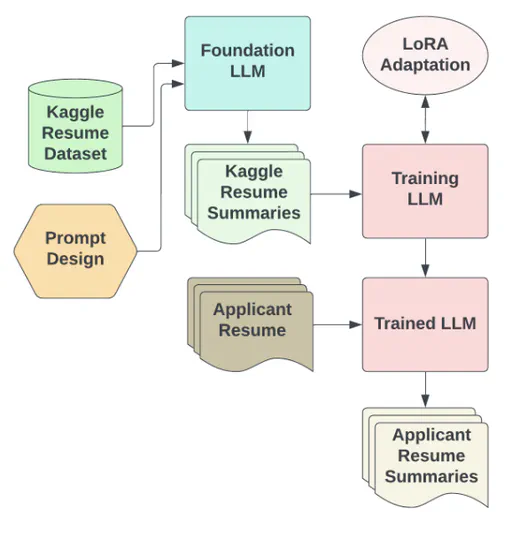 Foundation
LLM
LoRA
Adaptation
Kaggle
Resume
Dataset
Kaggle
Resume
Summaries
Training
LLM
Prompt
Design
Applicant
Resume
Trained LLM
Applicant
Resume
Summaries